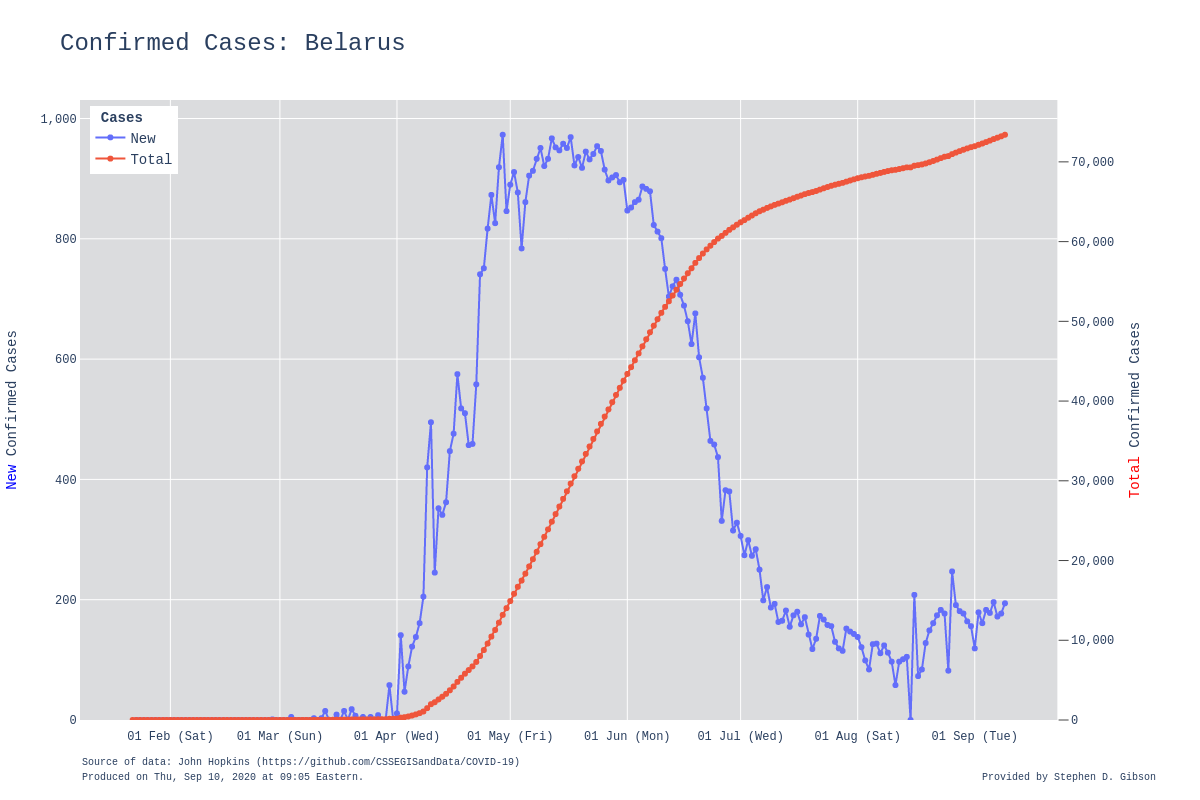 Confirmed Cases: Belarus
Cases
New
Total
1,000
800
600
400
200
0
New Confirmed Cases
70,000
60,000
50,000
40,000
30,000
20,000
10,000
0
Total Confirmed Cases
01 Feb (Sat)
01 Mar (Sun)
01 Apr (Wed)
01 May (Fri)
01 Jun (Mon)
01 Jul (Wed)
01 Aug (Sat)
01 Sep (Tue)
Source of data: John Hopkins (https://github.com/CSSEGISandData/COVID-19)
Produced on Thu, Sep 10, 2020 at 09:05 Eastern.
Provided by Stephen D. Gibson